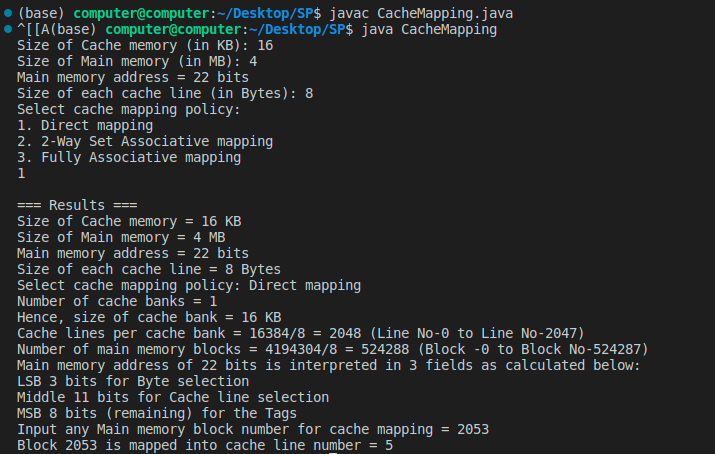 (base) computer@computer:~/Desktop/SP$ javac CacheMapping.java
^[[A(base) computer@computer:~/Desktop/SP$ java CacheMapping
Size of Cache memory (in KB): 16
Size of Main memory (in MB): 4
Main memory address = 22 bits
Size of each cache line (in Bytes): 8
Select cache mapping policy:
1. Direct mapping
2. 2-Way Set Associative mapping
3. Fully Associative mapping
1

=== Results ===
Size of Cache memory = 16 KB
Size of Main memory = 4 MB
Main memory address = 22 bits
Size of each cache line = 8 Bytes
Select cache mapping policy: Direct mapping
Number of cache banks = 1
Hence, size of cache bank = 16 KB
Cache lines per cache bank = 16384/8 = 2048 (Line No-0 to Line No-2047)
Number of main memory blocks = 4194304/8 = 524288 (Block -0 to Block No-524287)
Main memory address of 22 bits is interpreted in 3 fields as calculated below:
LSB 3 bits for Byte selection
Middle 11 bits for Cache line selection
MSB 8 bits (remaining) for the Tags
Input any Main memory block number for cache mapping = 2053
Block 2053 is mapped into cache line number = 5